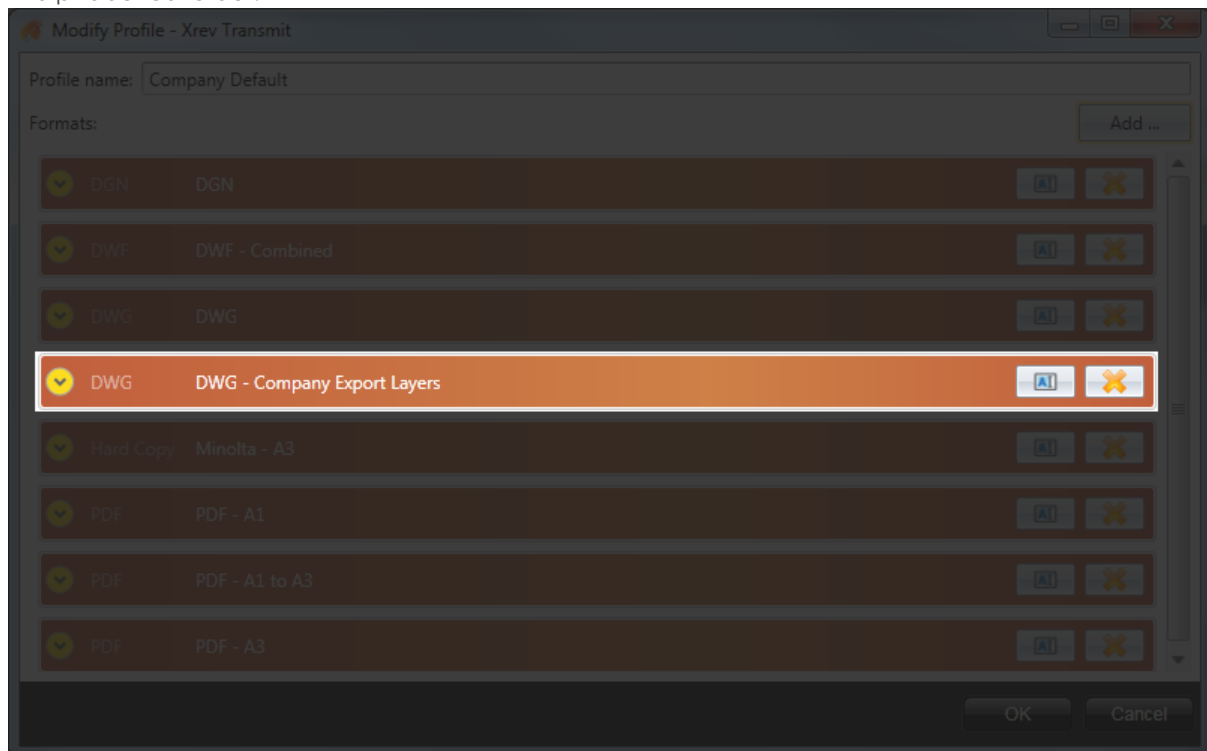 Modify Profile - Xrev Transmit
Profile name: Company Default
Formats: Add ...
DGN DGN
DWF DWF - Combined
DWG DWG
DWG DWG - Company Export Layers
Hard Copy Minolta - A3
PDF PDF - A1
PDF PDF - A1 to A3
PDF PDF - A3
OK Cancel